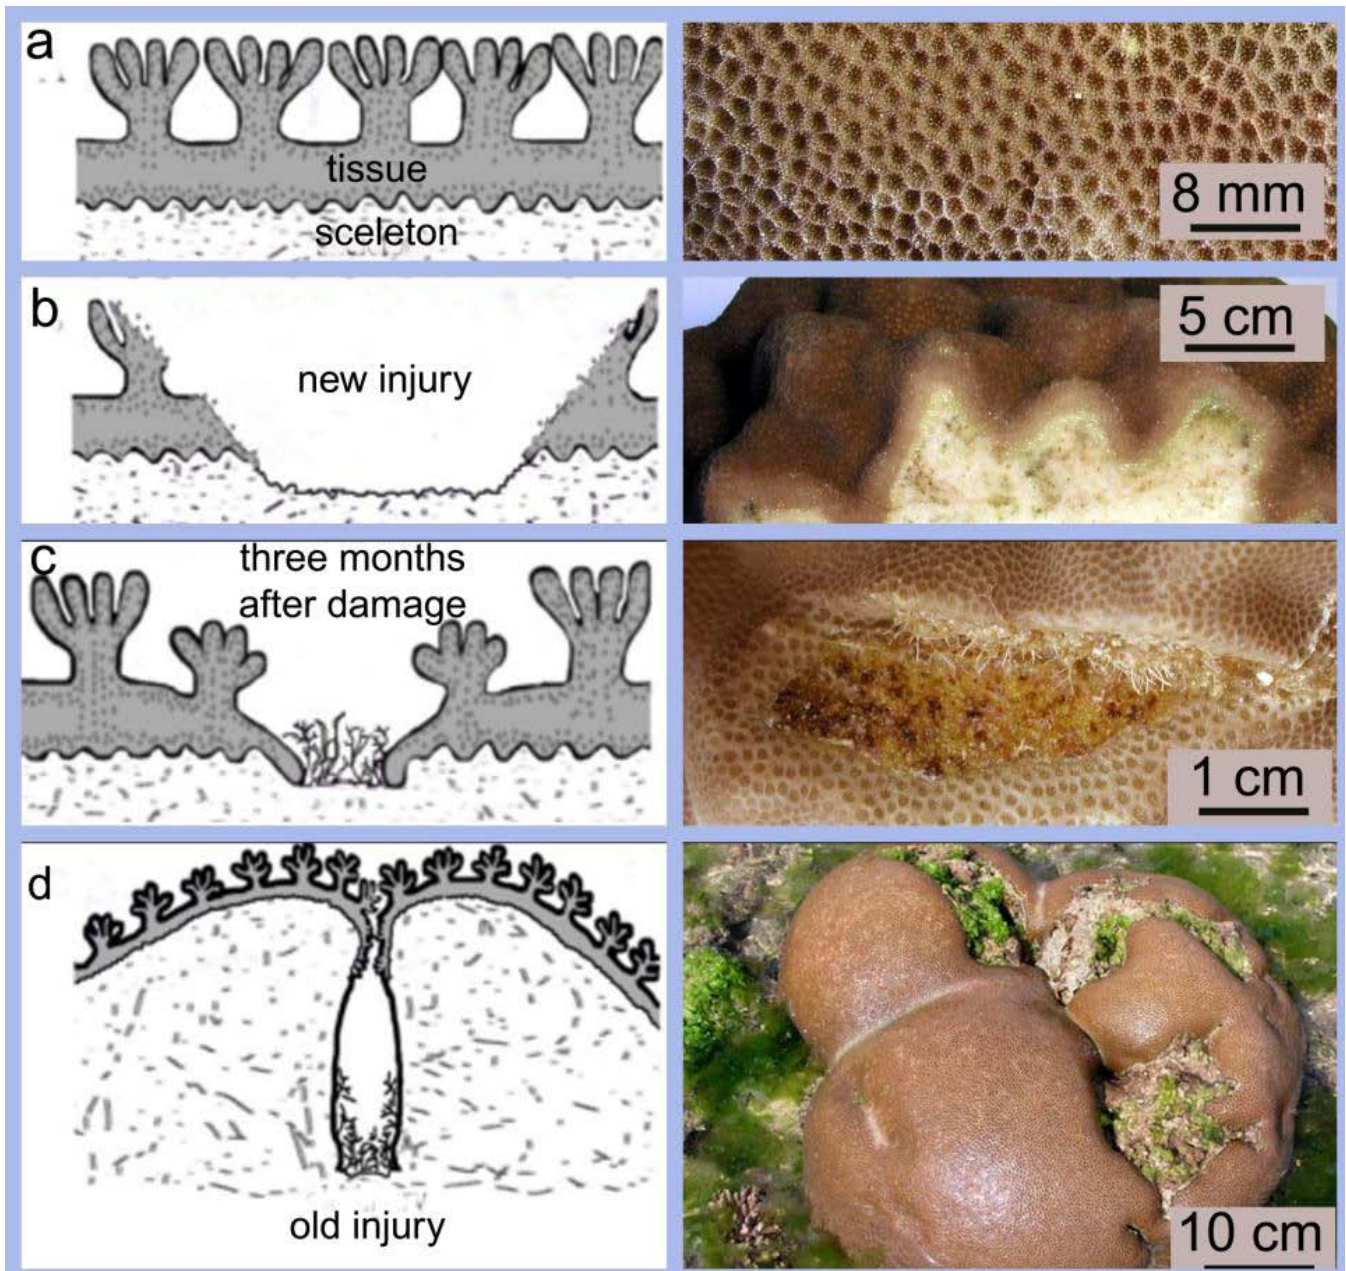 a
tissue
sceleton
8 mm
b
new injury
5 cm
c
three months
after damage
1 cm
d
old injury
10 cm